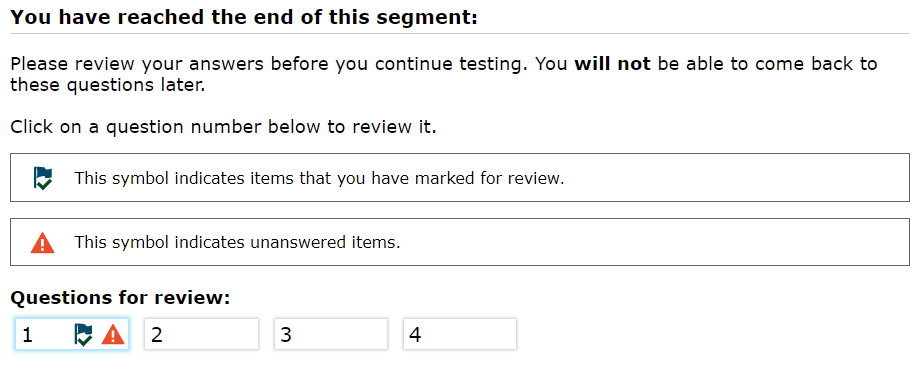 You have reached the end of this segment:
Please review your answers before you continue testing. You will not be able to come back to
these questions later.
Click on a question number below to review it.
This symbol indicates items that you have marked for review.
This symbol indicates unanswered items.
Questions for review:
1 2 3 4